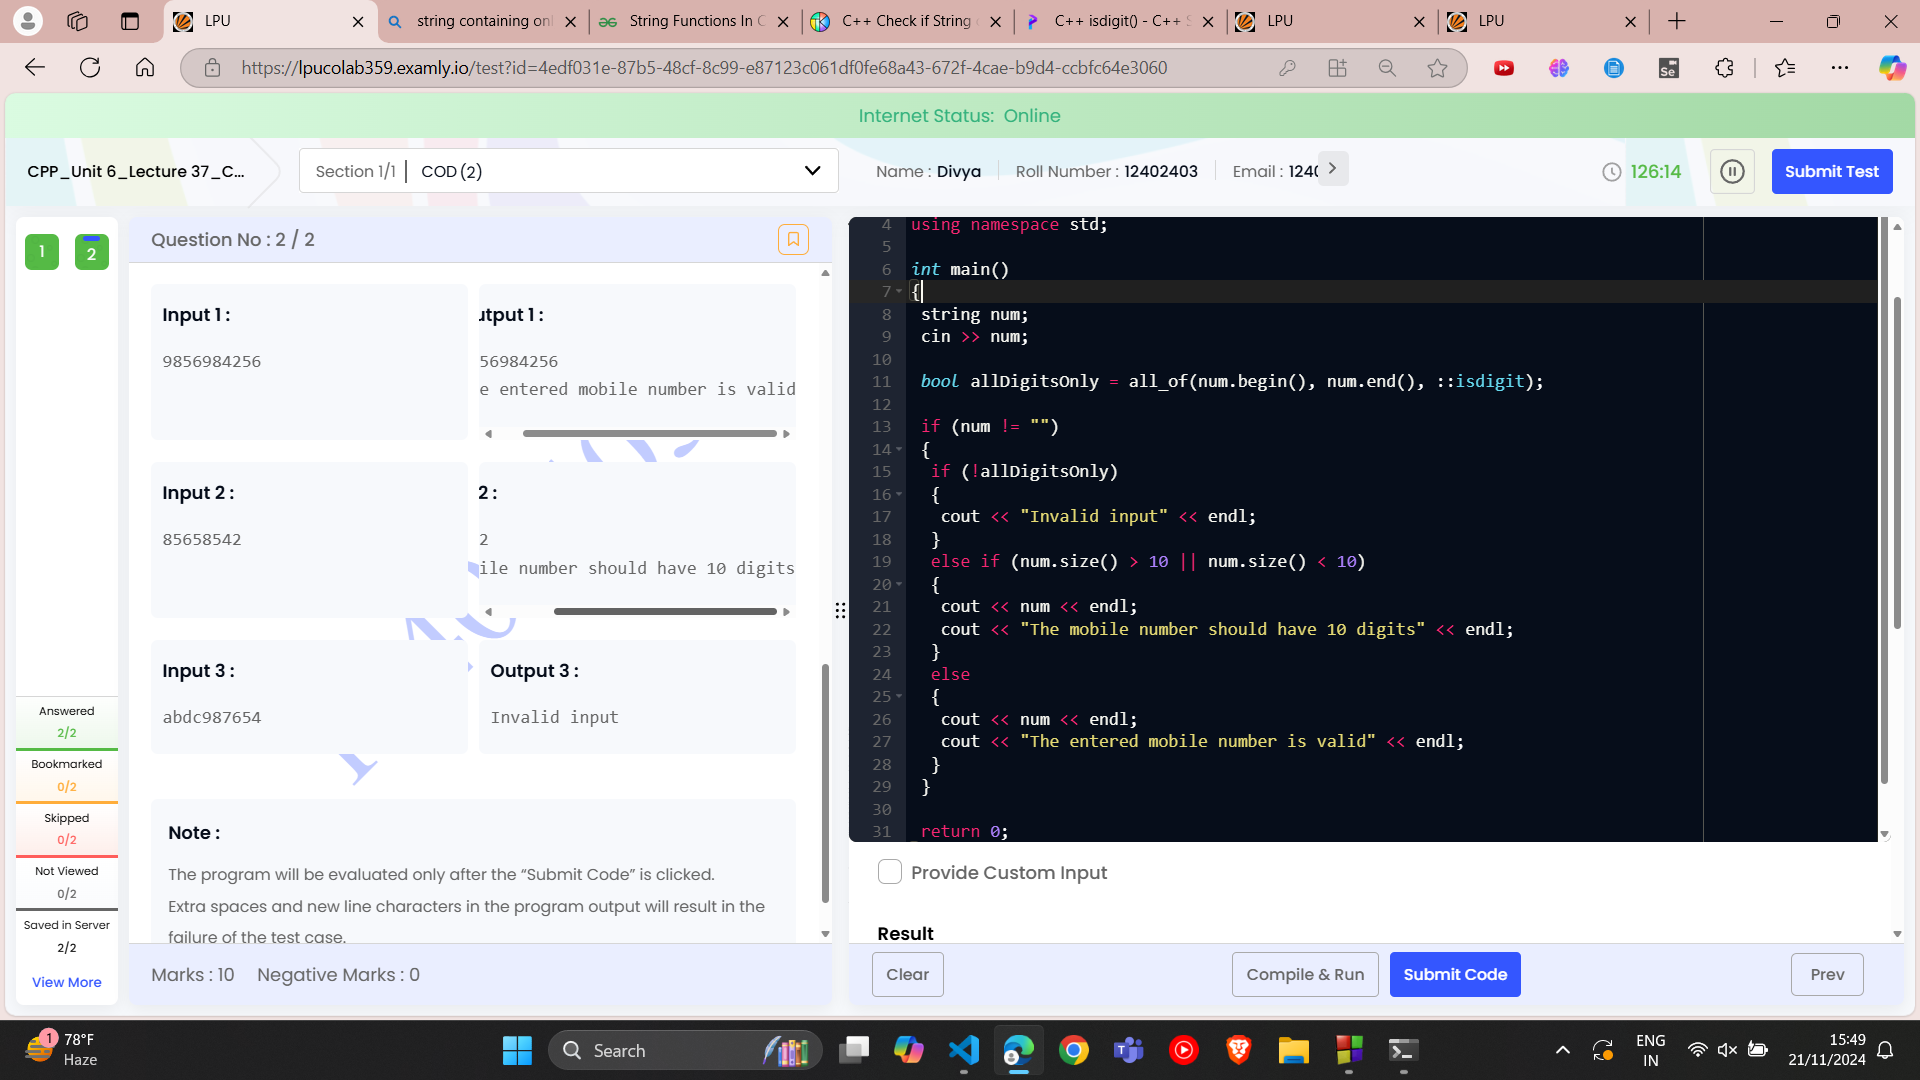 LPU
string containing onl
String Functions In C
C++ Check if String
C++ isdigit() - C++ S
LPU
LPU
https://lpucolab359.examly.io/test?id=4edf031e-87b5-48cf-8c99-e87123c061df0fe68a43-672f-4cae-b9d4-ccbfc64e3060
Internet Status: Online
CPP_Unit 6_Lecture 37_C...
Section 1/1 | COD (2)
Name : Divya
Roll Number : 12402403
Email : 1240
126:14
Submit Test
1
2
Question No : 2 / 2
Input 1 :
9856984256
utput 1 :
56984256
e entered mobile number is valid
Input 2 :
85658542
2 :
2
ile number should have 10 digits
Input 3 :
abdc987654
Output 3 :
Invalid input
Note :
The program will be evaluated only after the “Submit Code” is clicked.
Extra spaces and new line characters in the program output will result in the
failure of the test case.
Marks : 10
Negative Marks : 0
Answered
2/2
Bookmarked
0/2
Skipped
0/2
Not Viewed
0/2
Saved in Server
2/2
View More
4 using namespace std;
5
6 int main()
7 {
8 string num;
9 cin >> num;
10
11 bool allDigitsOnly = all_of(num.begin(), num.end(), ::isdigit);
12
13 if (num != "")
14 {
15 if (!allDigitsOnly)
16 {
17 cout << "Invalid input" << endl;
18 }
19 else if (num.size() > 10 || num.size() < 10)
20 {
21 cout << num << endl;
22 cout << "The mobile number should have 10 digits" << endl;
23 }
24 else
25 {
26 cout << num << endl;
27 cout << "The entered mobile number is valid" << endl;
28 }
29 }
30
31 return 0;
Provide Custom Input
Result
Clear
Compile & Run
Submit Code
Prev
1
78°F
Haze
Search
ENG
IN
15:49
21/11/2024